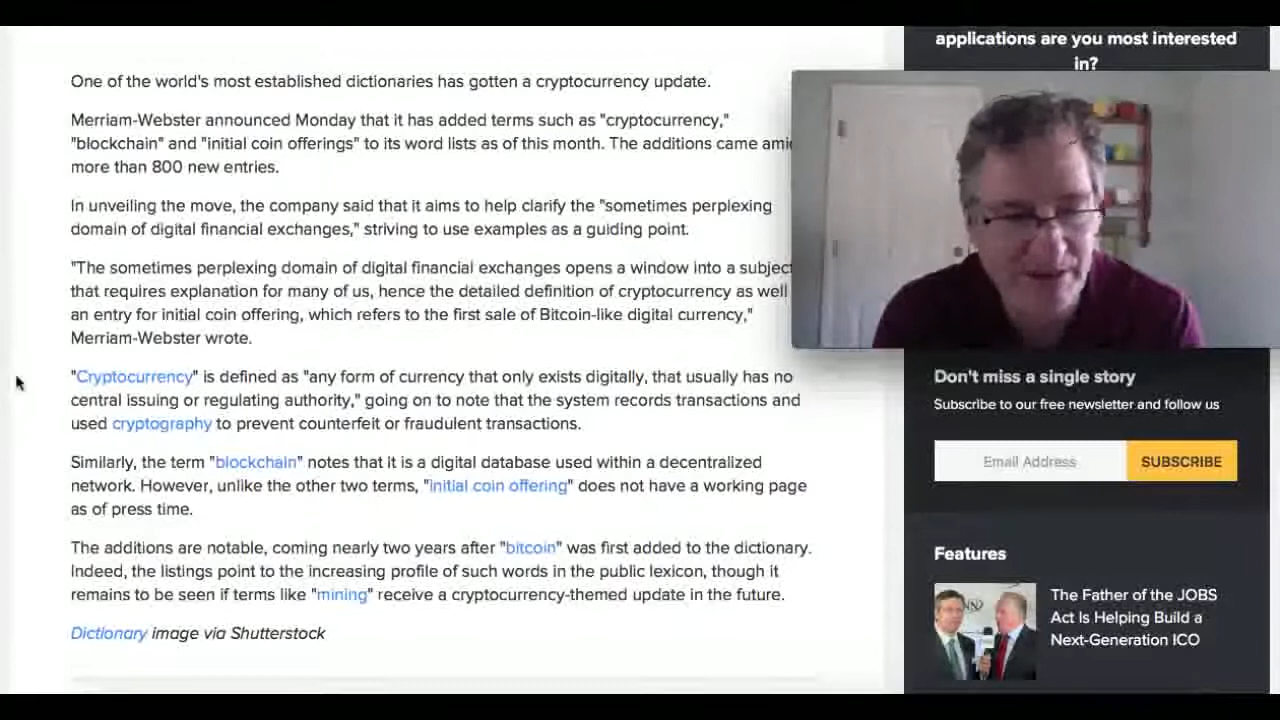 One of the world's most established dictionaries has gotten a cryptocurrency update.
Merriam-Webster announced Monday that it has added terms such as "cryptocurrency,"
"blockchain" and "initial coin offerings" to its word lists as of this month. The additions came
more than 800 new entries.
In unveiling the move, the company said that it aims to help clarify the "sometimes perplexing
domain of digital financial exchanges," striving to use examples as a guiding point.
"The sometimes perplexing domain of digital financial exchanges opens a window into a subject
that requires explanation for many of us, hence the detailed definition of cryptocurrency as well
an entry for initial coin offering, which refers to the first sale of Bitcoin-like digital currency,"
Merriam-Webster wrote.
"Cryptocurrency" is defined as "any form of currency that only exists digitally, that usually has no
central issuing or regulating authority," going on to note that the system records transactions and
used cryptography to prevent counterfeit or fraudulent transactions.
Similarly, the term "blockchain" notes that it is a digital database used within a decentralized
network. However, unlike the other two terms, "initial coin offering" does not have a working page
as of press time.
The additions are notable, coming nearly two years after "bitcoin" was first added to the dictionary.
Indeed, the listings point to the increasing profile of such words in the public lexicon, though it
remains to be seen if terms like "mining" receive a cryptocurrency-themed update in the future.
Dictionary image via Shutterstock
applications are you most interested
in?
Don't miss a single story
Subscribe to our free newsletter and follow us
Email Address
SUBSCRIBE
Features
The Father of the JOBS
Act Is Helping Build a
Next-Generation ICO